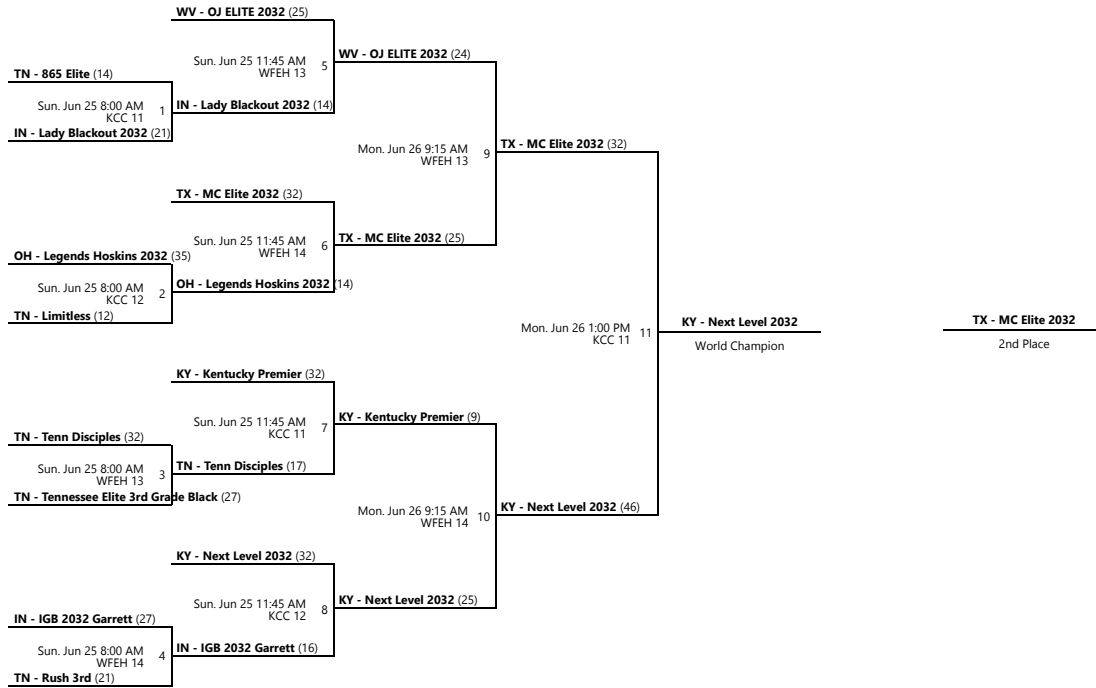 WV - OJ ELITE 2032 (25)
Sun. Jun 25 11:45 AM
WFEH 13
5
WV - OJ ELITE 2032 (24)
TN - 865 Elite (14)
Sun. Jun 25 8:00 AM
KCC 11
1
IN - Lady Blackout 2032 (14)
IN - Lady Blackout 2032 (21)
Mon. Jun 26 9:15 AM
WFEH 13
9
TX - MC Elite 2032 (32)
TX - MC Elite 2032 (32)
Sun. Jun 25 11:45 AM
WFEH 14
6
TX - MC Elite 2032 (25)
OH - Legends Hoskins 2032 (35)
Sun. Jun 25 8:00 AM
KCC 12
2
OH - Legends Hoskins 2032 (14)
TN - Limitless (12)
Mon. Jun 26 1:00 PM
KCC 11
11
KY - Next Level 2032
World Champion
TX - MC Elite 2032
2nd Place
KY - Kentucky Premier (32)
Sun. Jun 25 11:45 AM
KCC 11
7
KY - Kentucky Premier (9)
TN - Tenn Disciples (32)
Sun. Jun 25 8:00 AM
WFEH 13
3
TN - Tenn Disciples (17)
TN - Tennessee Elite 3rd Grade Black (27)
Mon. Jun 26 9:15 AM
WFEH 14
10
KY - Next Level 2032 (46)
KY - Next Level 2032 (32)
Sun. Jun 25 11:45 AM
KCC 12
8
KY - Next Level 2032 (25)
IN - IGB 2032 Garrett (27)
Sun. Jun 25 8:00 AM
WFEH 14
4
IN - IGB 2032 Garrett (16)
TN - Rush 3rd (21)